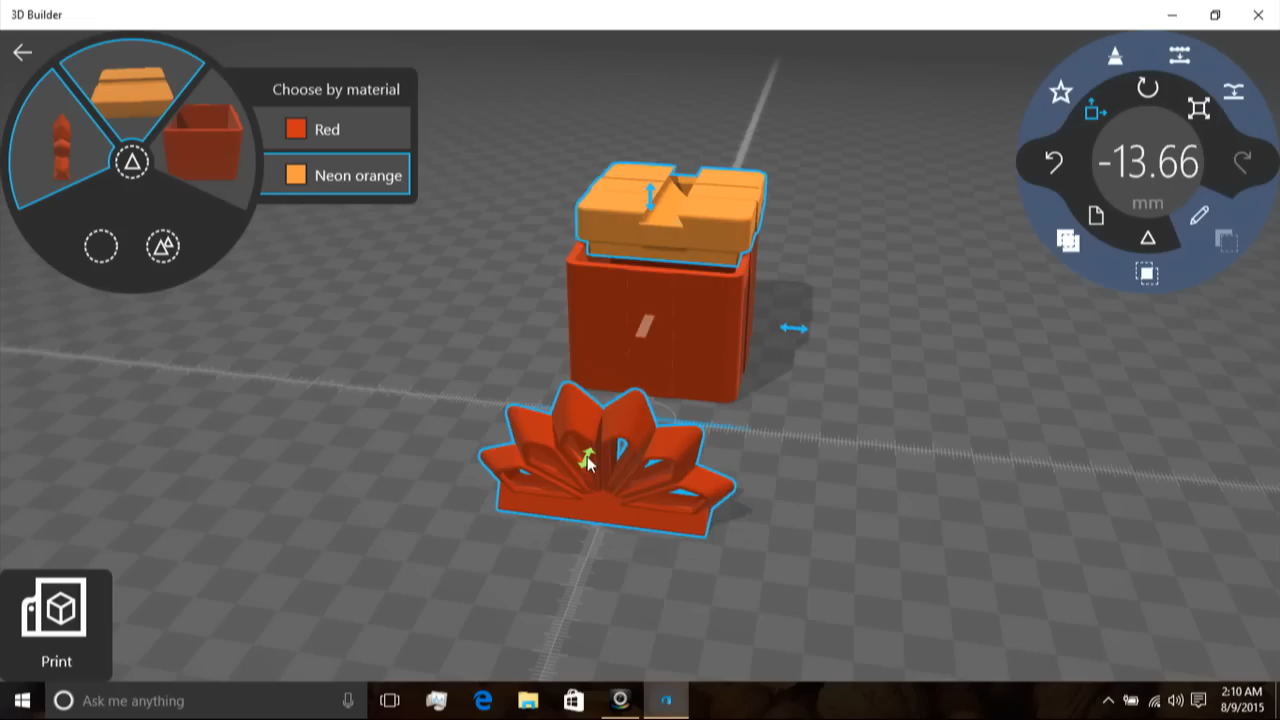 3D Builder
Choose by material
Red
Neon orange
-13.66
mm
Print
Ask me anything
2:10 AM
8/9/2015